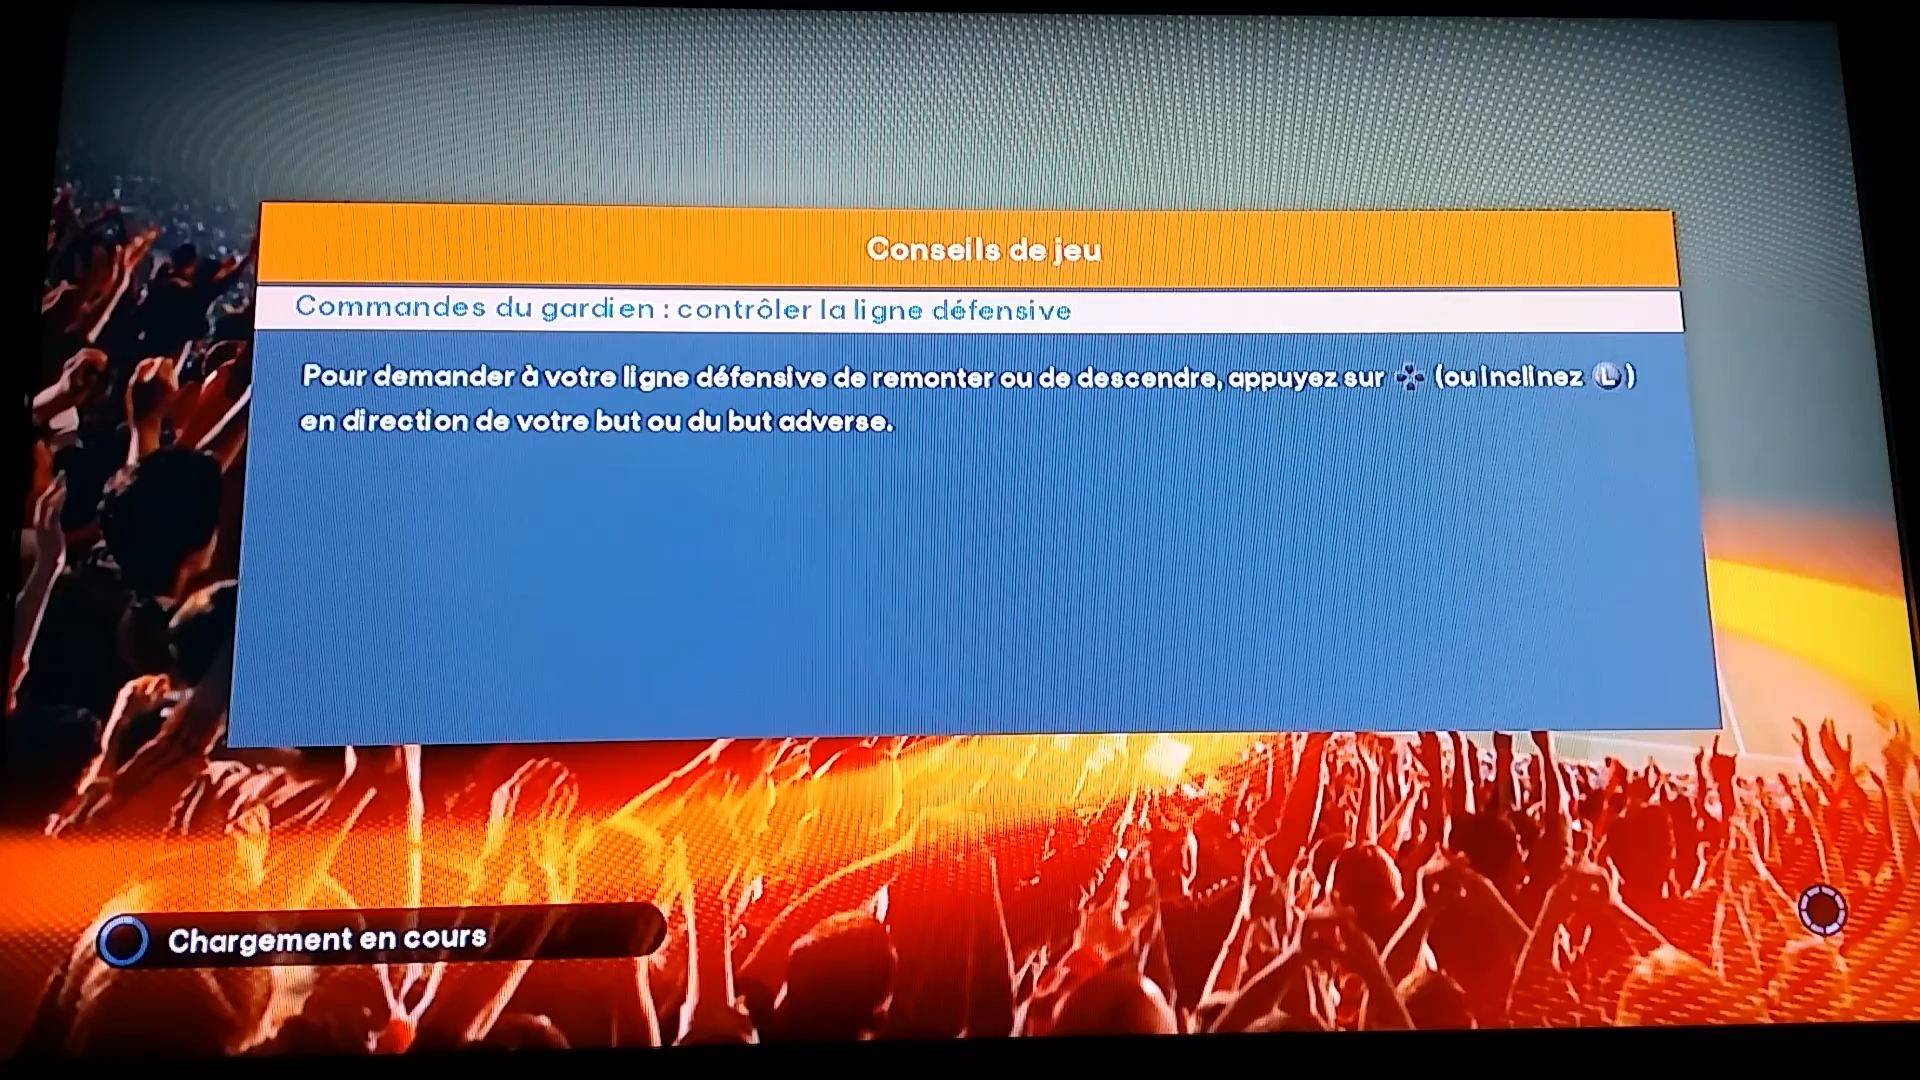 Conseils de jeu
Commandes du gardien : contrôler la ligne défensive
Pour demander à votre ligne défensive de remonter ou de descendre, appuyez sur (ou inclinez L)
en direction de votre but ou du but adverse.
Chargement en cours